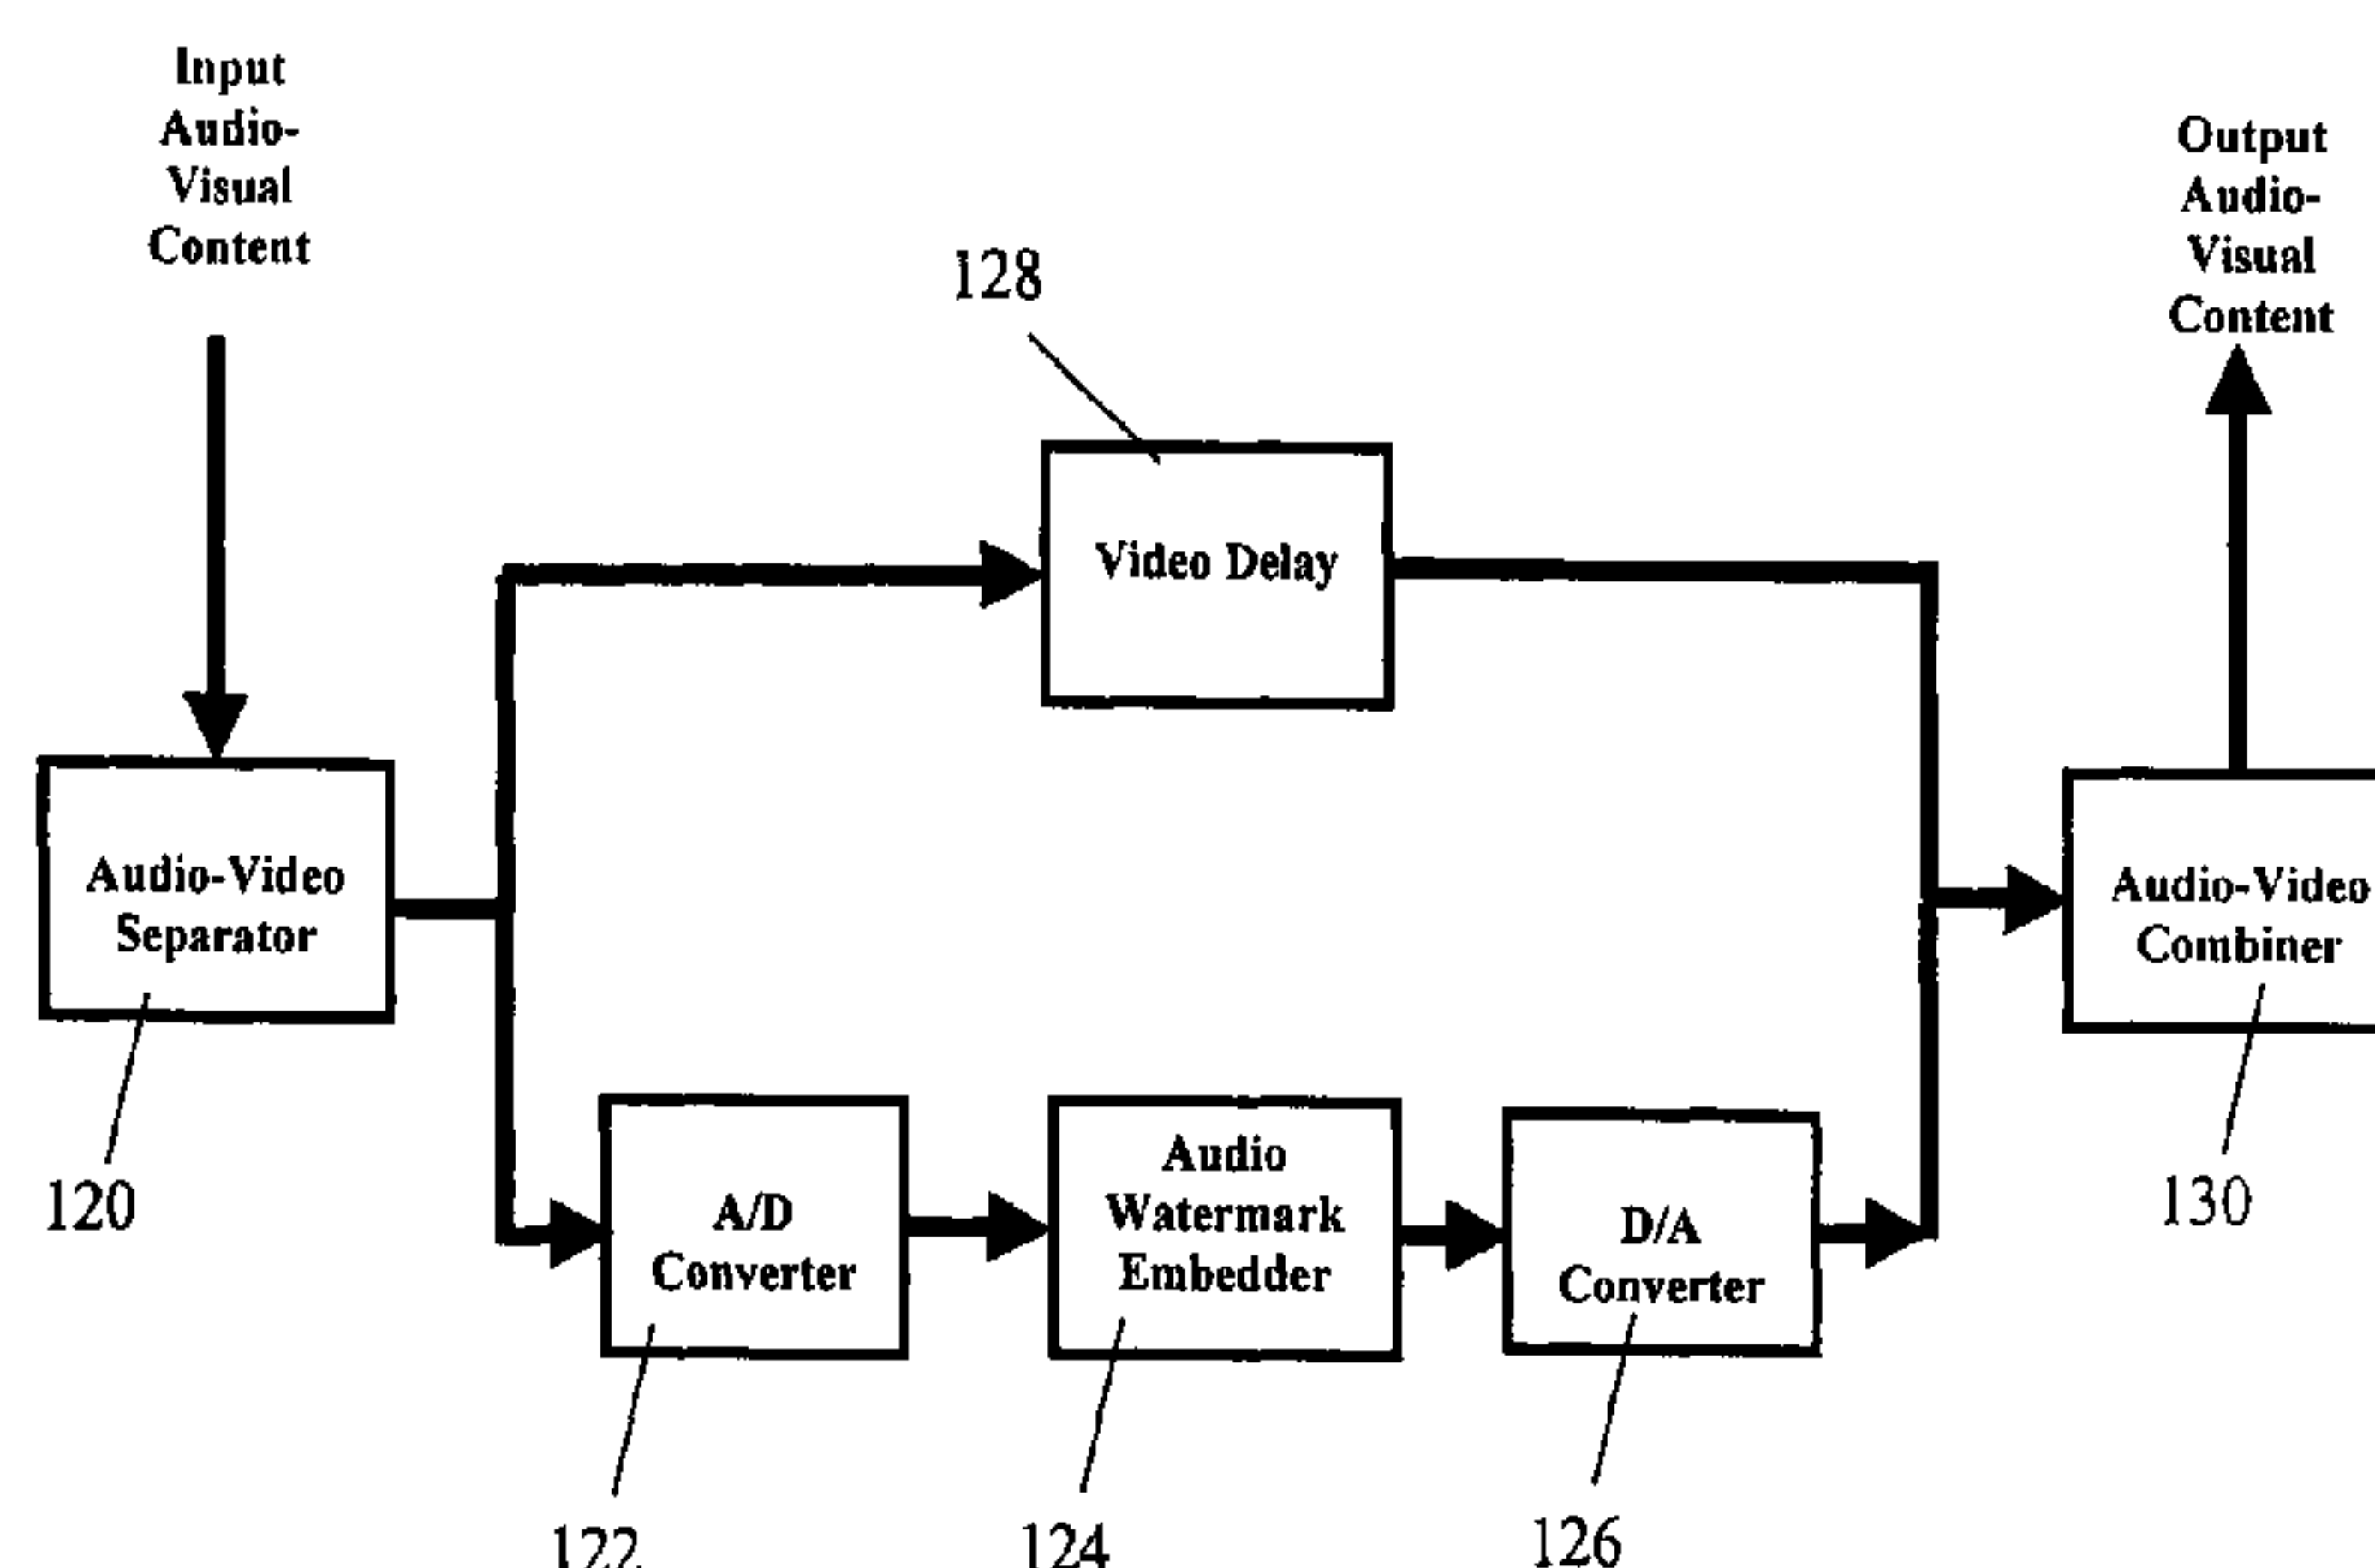 Input
Audio-
Visual
Content
Output
Audio-
Visual
Content
128
Video Delay
Audio-Video
Separator
Audio-Video
Combiner
120
A/D
Converter
Audio
Watermark
Embedder
D/A
Converter
130
122
124
126